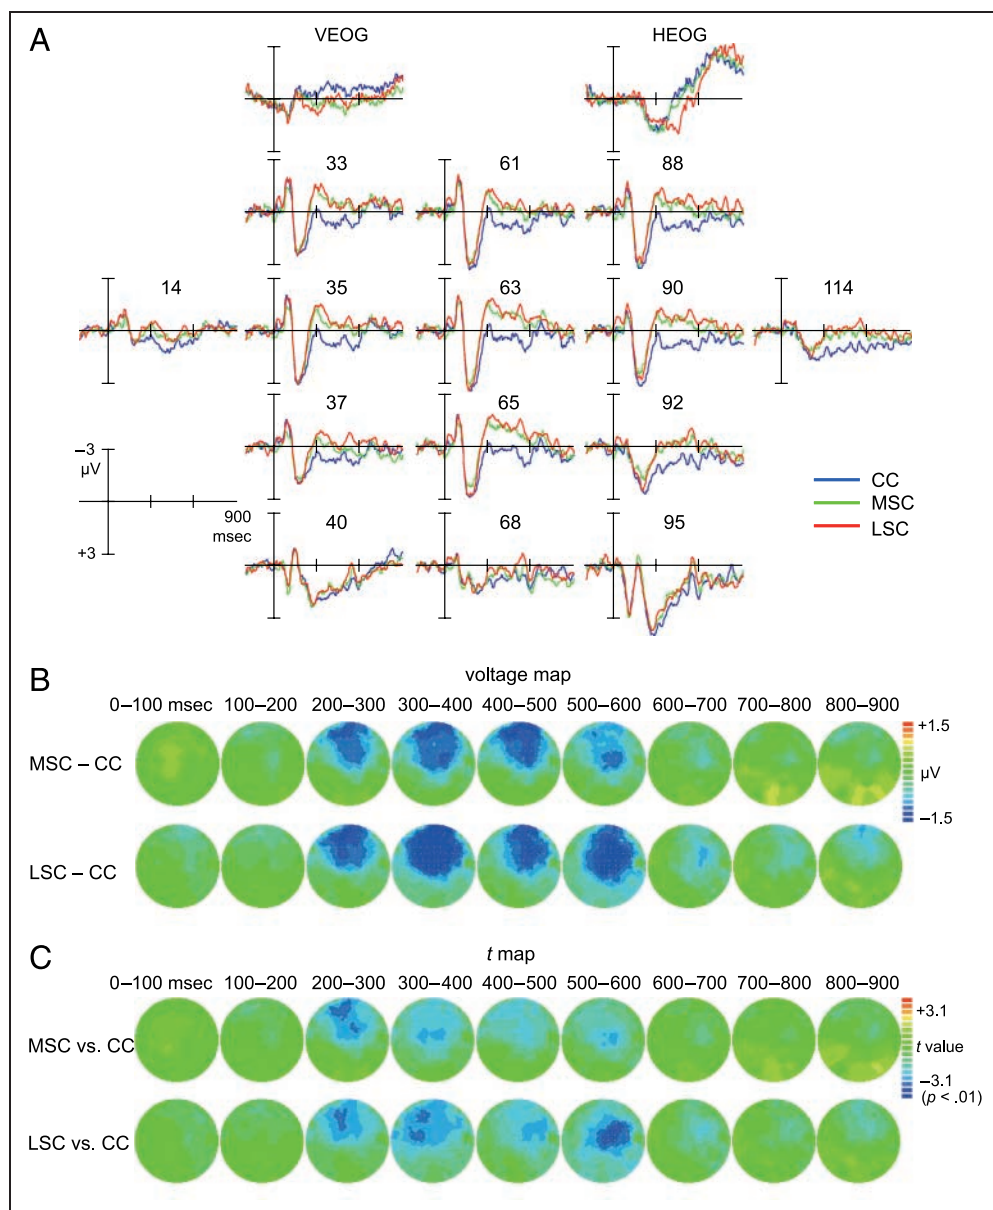 A
VEOG HEOG
33 61 88
14 35 63 90 114
37 65 92
−3
μV
900
msec
+3
CC
MSC
LSC
40 68 95
B
voltage map
0–100 msec 100–200 200–300 300–400 400–500 500–600 600–700 700–800 800–900
MSC – CC
+1.5
μV
−1.5
LSC – CC
C
t map
0–100 msec 100–200 200–300 300–400 400–500 500–600 600–700 700–800 800–900
MSC vs. CC
+3.1
t value
−3.1
(p < .01)
LSC vs. CC